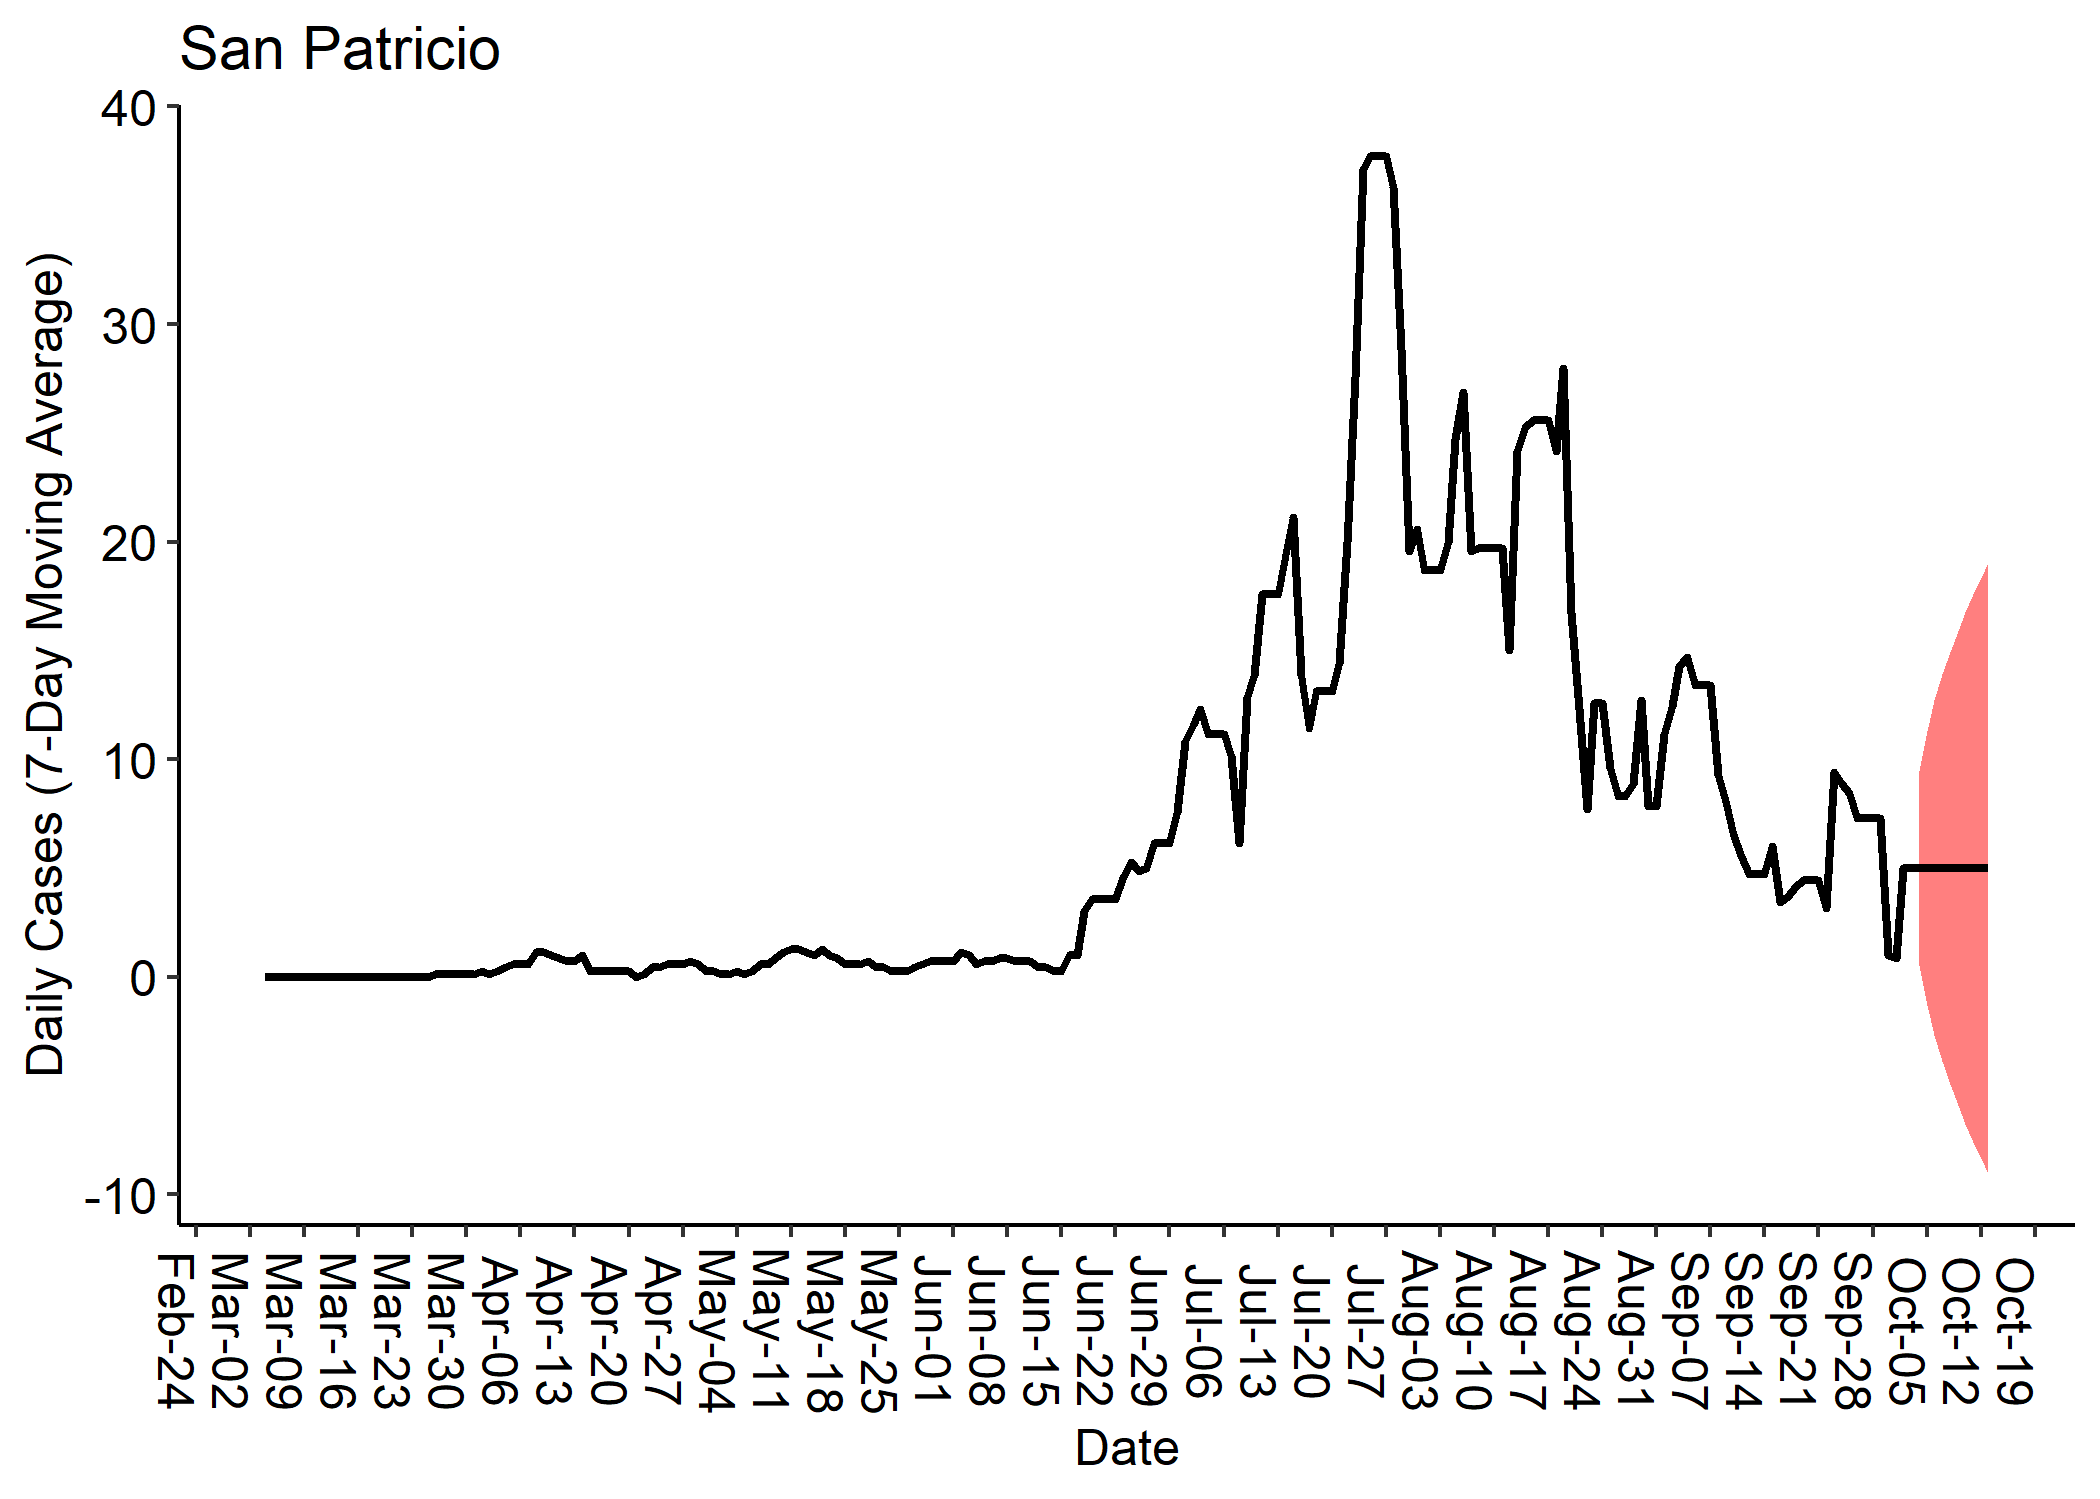 San Patricio
Daily Cases (7-Day Moving Average)
40
30
20
10
0
-10
Feb-24
Mar-02
Mar-09
Mar-16
Mar-23
Mar-30
Apr-06
Apr-13
Apr-20
Apr-27
May-04
May-11
May-18
May-25
Jun-01
Jun-08
Jun-15
Jun-22
Jun-29
Jul-06
Jul-13
Jul-20
Jul-27
Aug-03
Aug-10
Aug-17
Aug-24
Aug-31
Sep-07
Sep-14
Sep-21
Sep-28
Oct-05
Oct-12
Oct-19
Date